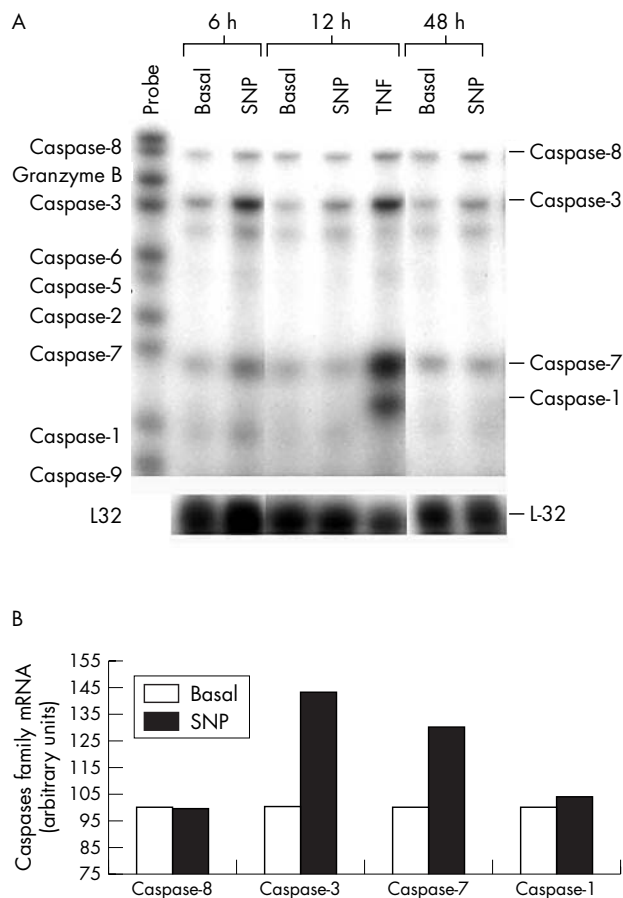 A
6 h 12 h 48 h
Probe Basal SNP Basal SNP TNF Basal SNP
Caspase-8
Granzyme B
Caspase-3
Caspase-6
Caspase-5
Caspase-2
Caspase-7
Caspase-1
Caspase-9
L32
Caspase-8
Caspase-3
Caspase-7
Caspase-1
L-32
B
Caspases family mRNA
(arbitrary units)
155
145
135
125
105
95
85
75
Basal
SNP
Caspase-8 Caspase-3 Caspase-7 Caspase-1